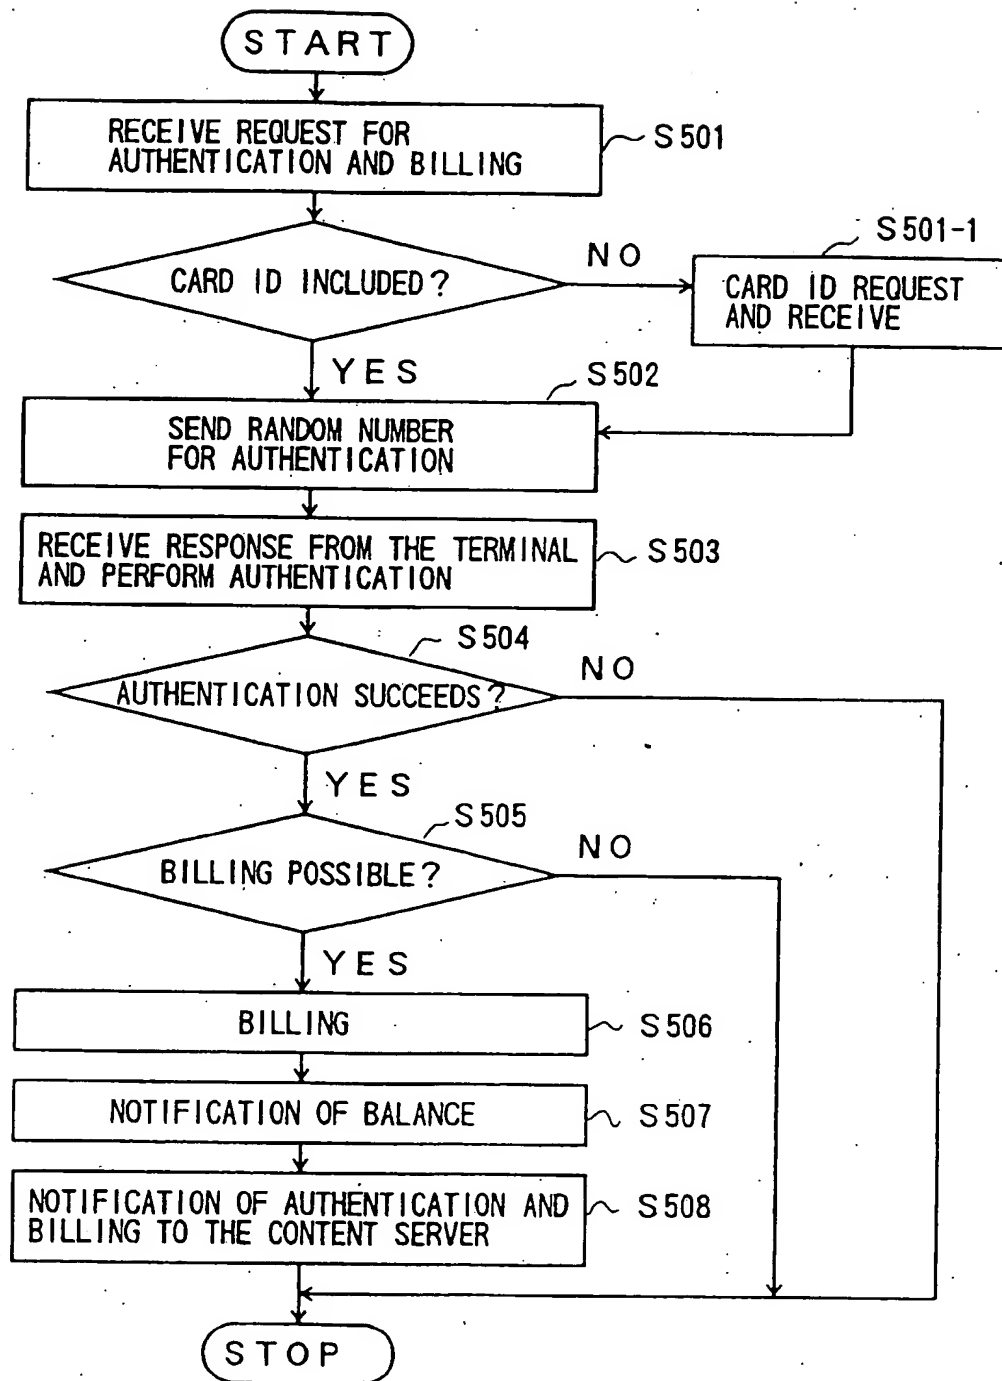 START
RECEIVE REQUEST FOR
AUTHENTICATION AND BILLING
S501
CARD ID INCLUDED?
NO
S501-1
CARD ID REQUEST
AND RECEIVE
YES
S502
SEND RANDOM NUMBER
FOR AUTHENTICATION
RECEIVE RESPONSE FROM THE TERMINAL
AND PERFORM AUTHENTICATION
S503
S504
AUTHENTICATION SUCCEEDS?
NO
YES
S505
BILLING POSSIBLE?
NO
YES
BILLING
S506
NOTIFICATION OF BALANCE
S507
NOTIFICATION OF AUTHENTICATION AND
BILLING TO THE CONTENT SERVER
S508
STOP